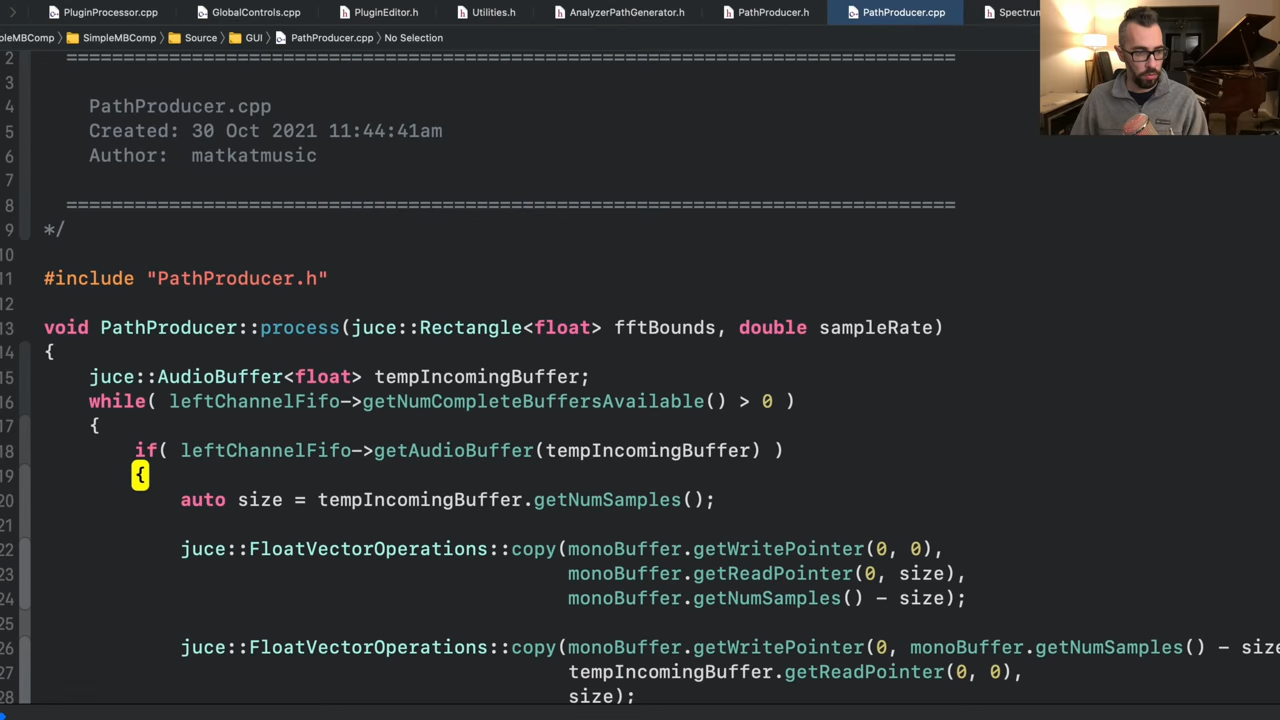 PluginProcessor.cpp GlobalControls.cpp PluginEditor.h Utilities.h AnalyzerPathGenerator.h PathProducer.h PathProducer.cpp Spectrum
pleMBComp SimpleMBComp Source GUI PathProducer.cpp No Selection
2 ==============================================================================
3
4 PathProducer.cpp
5 Created: 30 Oct 2021 11:44:41am
6 Author:  matkatmusic
7
8 ==============================================================================
9 */
10
11 #include "PathProducer.h"
12
13 void PathProducer::process(juce::Rectangle<float> fftBounds, double sampleRate)
14 {
15 juce::AudioBuffer<float> tempIncomingBuffer;
16 while( leftChannelFifo->getNumCompleteBuffersAvailable() > 0 )
17 {
18 if( leftChannelFifo->getAudioBuffer(tempIncomingBuffer) )
19 {
20 auto size = tempIncomingBuffer.getNumSamples();
21
22 juce::FloatVectorOperations::copy(monoBuffer.getWritePointer(0, 0),
23 monoBuffer.getReadPointer(0, size),
24 monoBuffer.getNumSamples() - size);
25
26 juce::FloatVectorOperations::copy(monoBuffer.getWritePointer(0, monoBuffer.getNumSamples() - size
27 tempIncomingBuffer.getReadPointer(0, 0),
28 size);